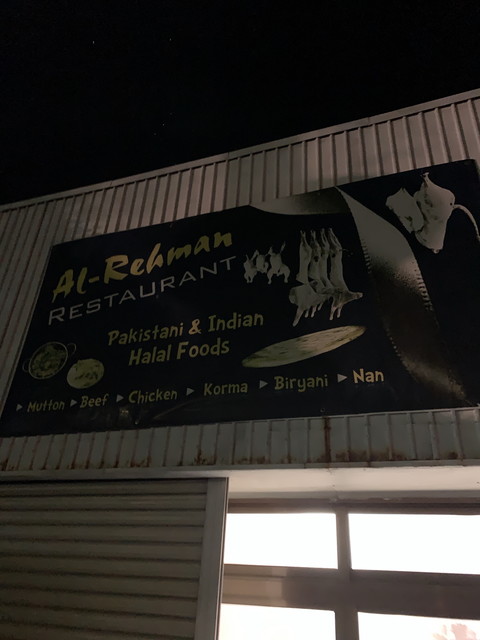 Al-Rehman
RESTAURANT
Pakistani & Indian
Halal Foods
▶ Mutton ▶ Beef ▶ Chicken ▶ Korma ▶ Biryani ▶ Nan